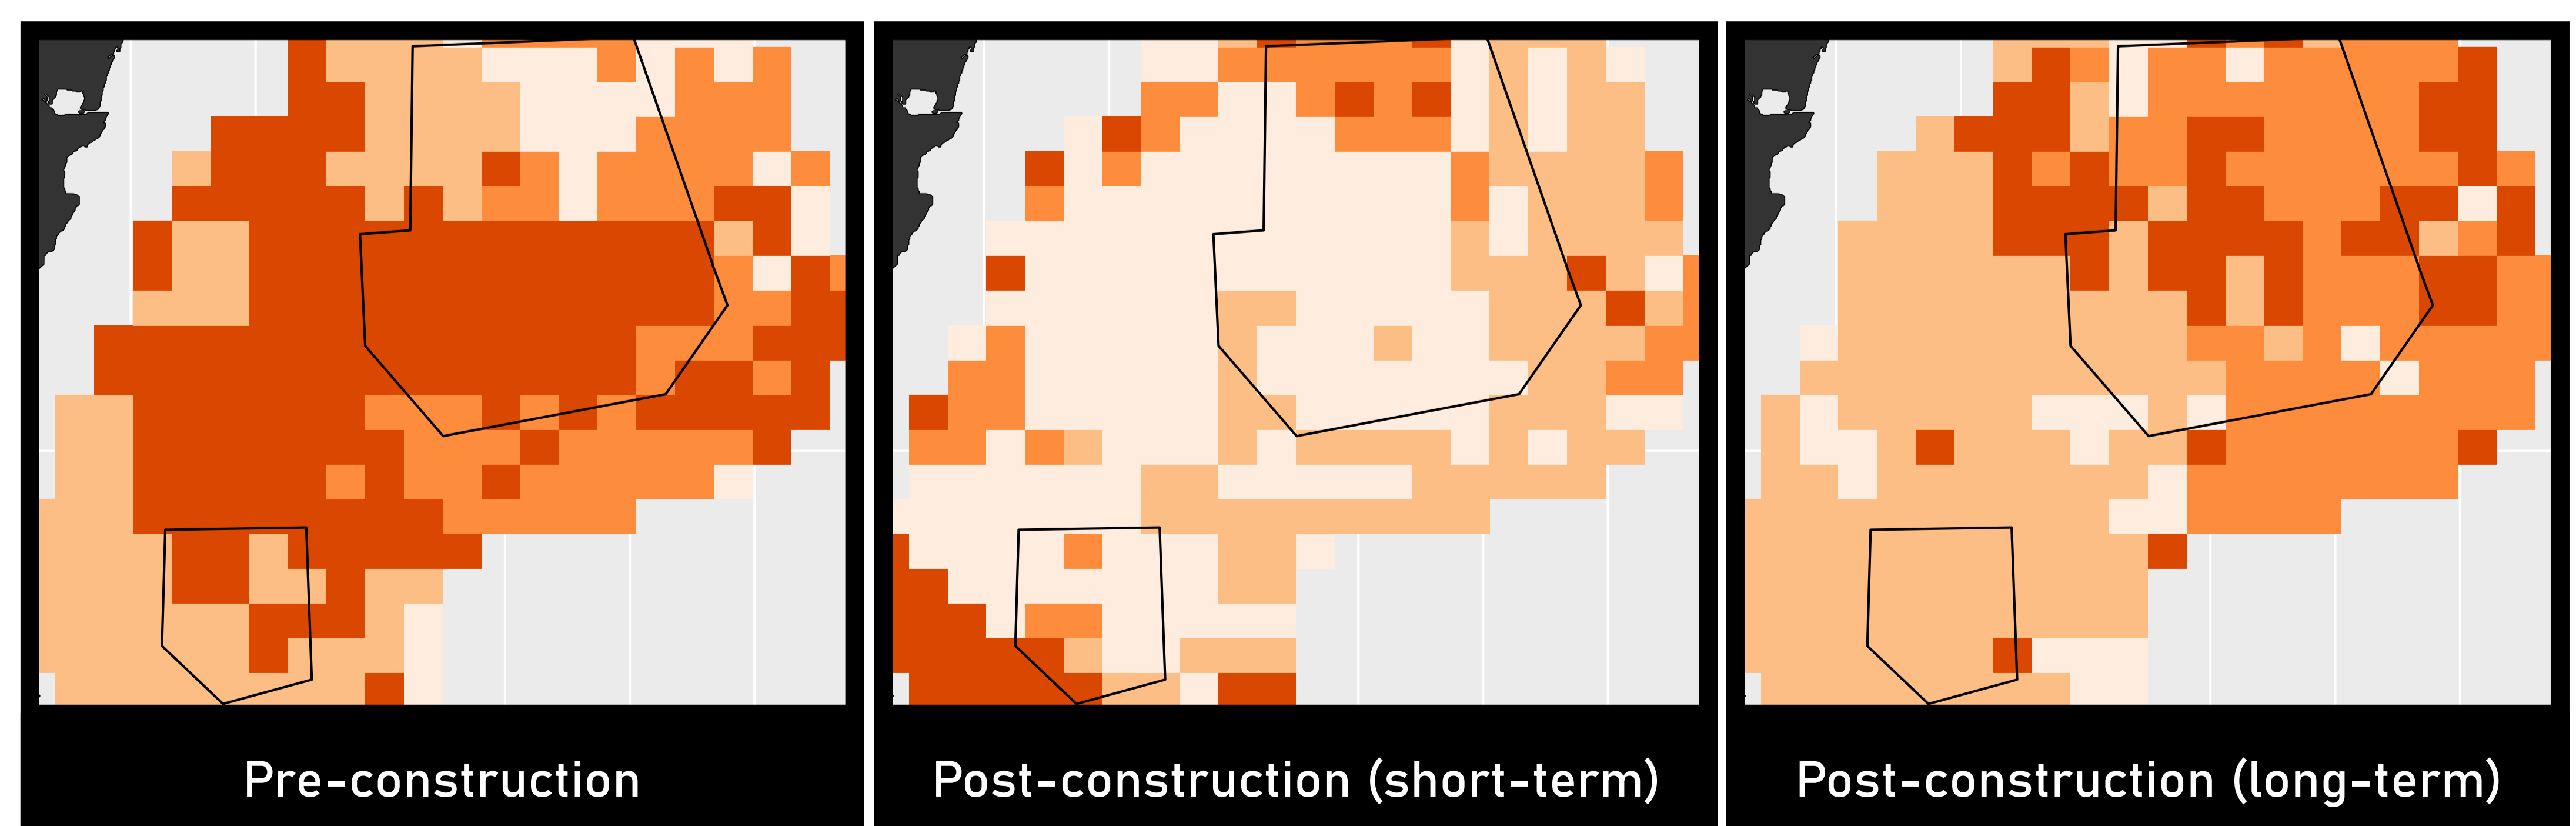 Pre-construction
Post-construction (short-term)
Post-construction (long-term)